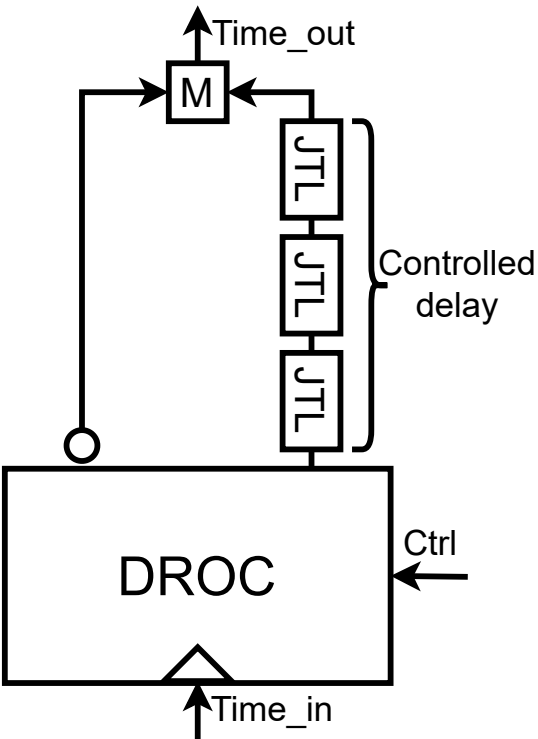 Time_out
M
JTL
JTL
JTL
Controlled
delay
Ctrl
DROC
Time_in